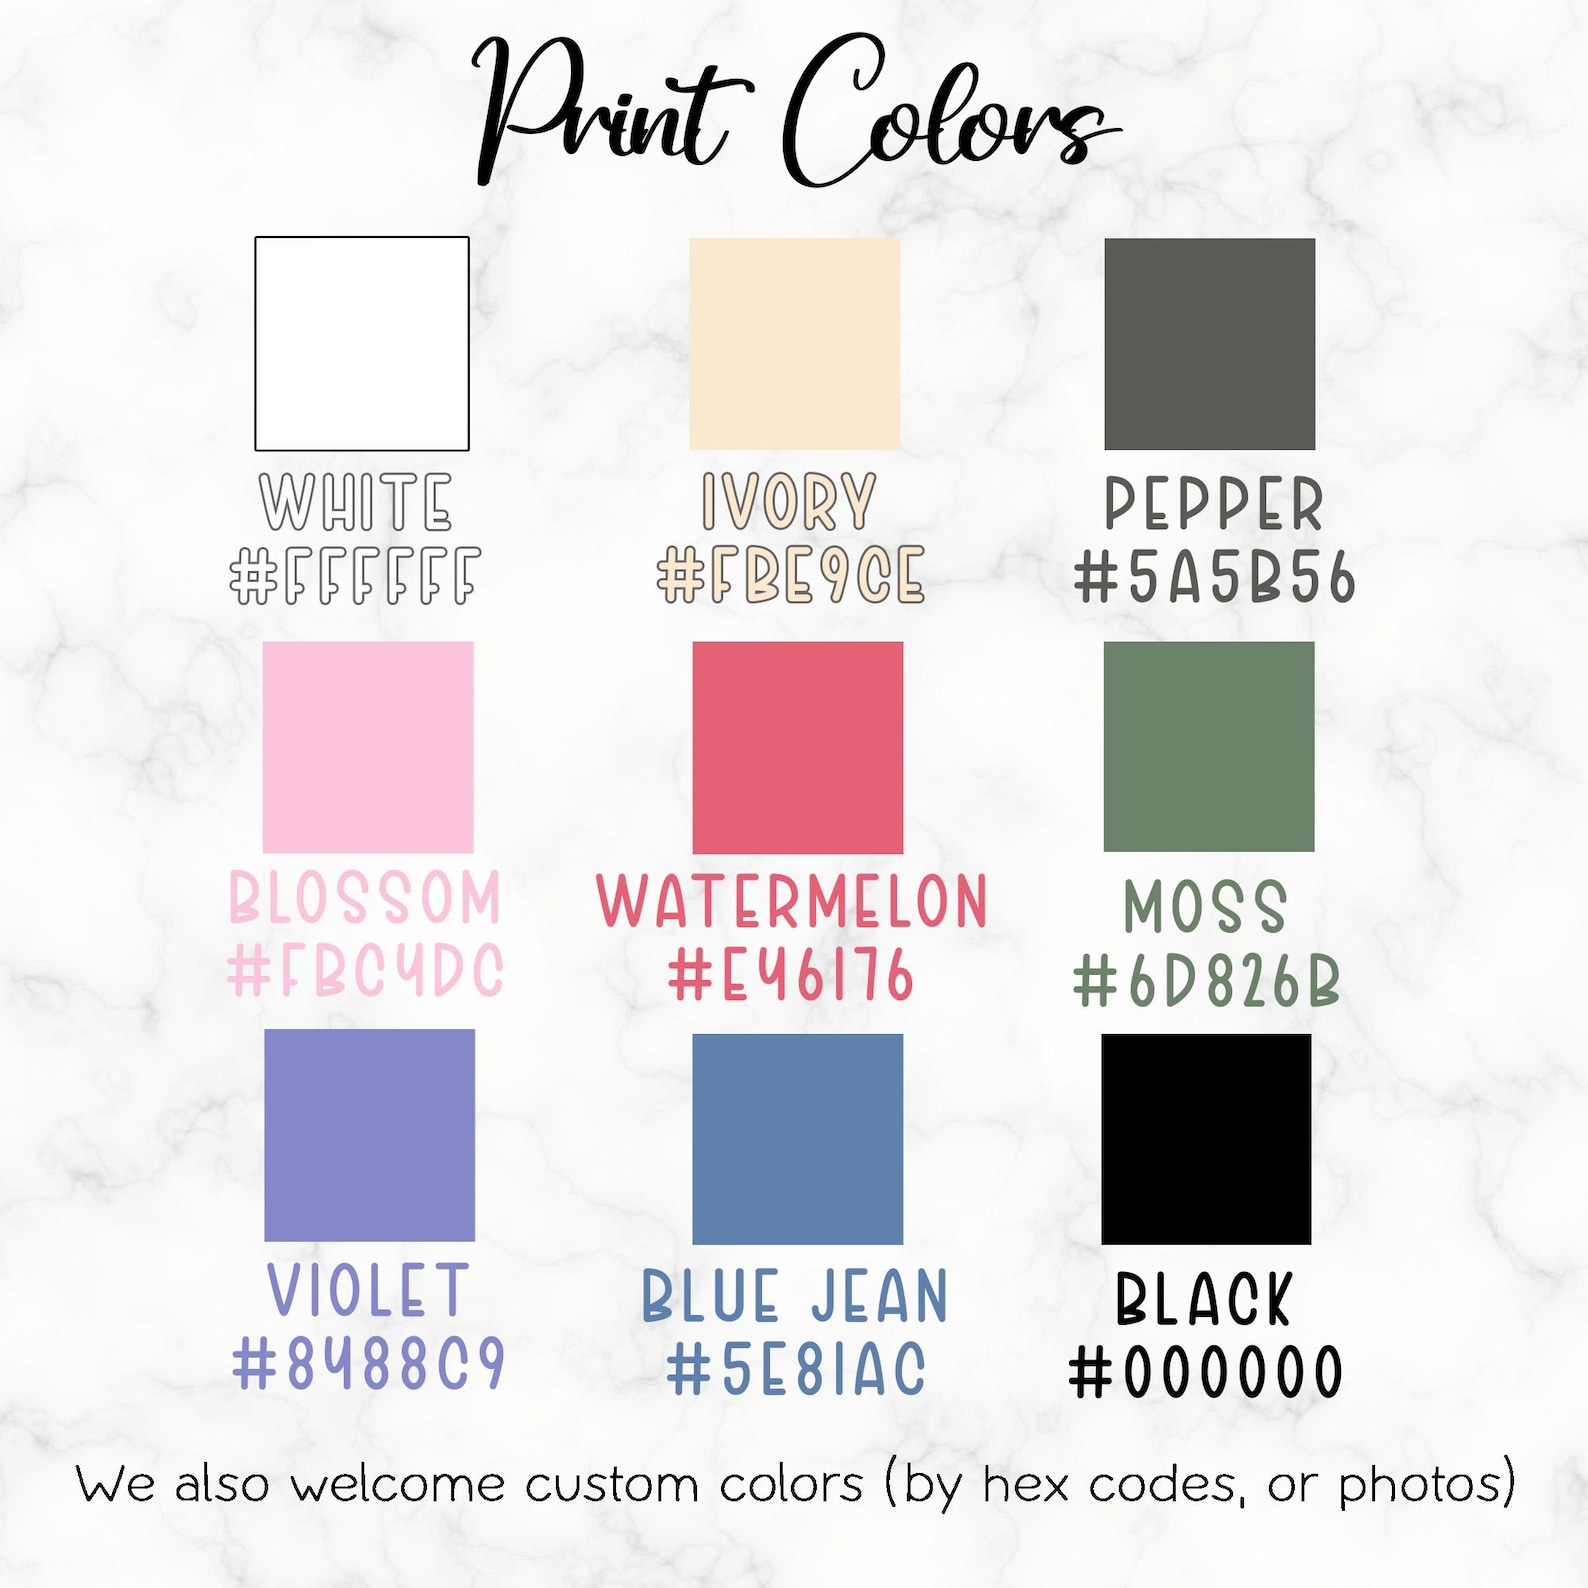 Print Colors
WHITE
#FFFFFF
IVORY
#FBE9CE
PEPPER
#5A5B56
BLOSSOM
#FBC4DC
WATERMELON
#E46176
MOSS
#6D826B
VIOLET
#8488C9
BLUE JEAN
#5E81AC
BLACK
#000000
We also welcome custom colors (by hex codes, or photos)